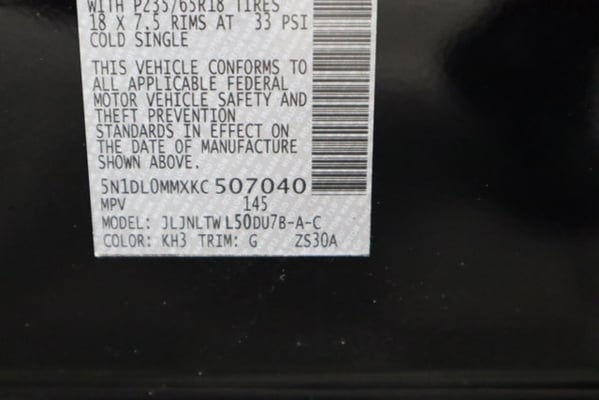 WITH P235/65R18 TIRES
18 X 7.5 RIMS AT 33 PSI
COLD SINGLE
THIS VEHICLE CONFORMS TO
ALL APPLICABLE FEDERAL
MOTOR VEHICLE SAFETY AND
THEFT PREVENTION
STANDARDS IN EFFECT ON
THE DATE OF MANUFACTURE
SHOWN ABOVE.
5N1DL0MMXKC507040
MPV 145
MODEL: JLJNLTWL50DU7B-A-C
COLOR: KH3 TRIM: G ZS30A